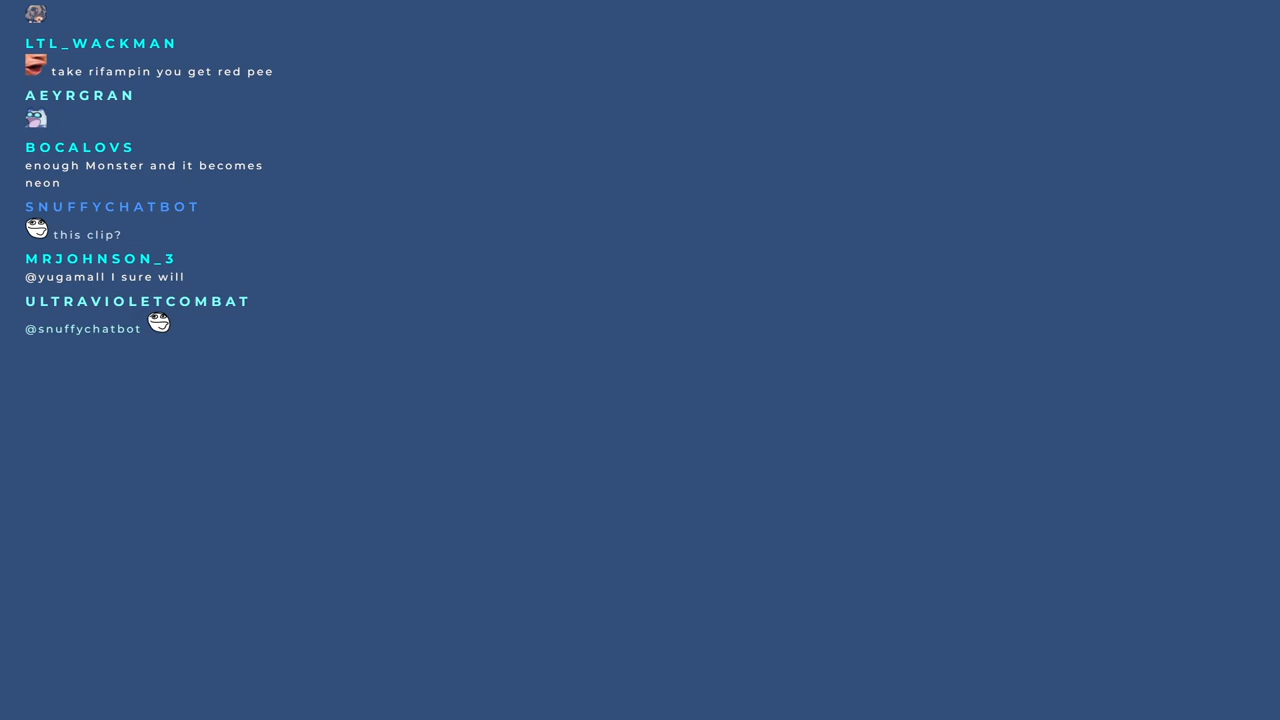 LTL_WACKMAN
take rifampin you get red pee
AEYRGRAN
BOCALOVS
enough Monster and it becomes
neon
SNUFFYCHATBOT
this clip?
MRJOHNSON_3
@yugamall I sure will
ULTRAVIOLETCOMBAT
@snuffychatbot